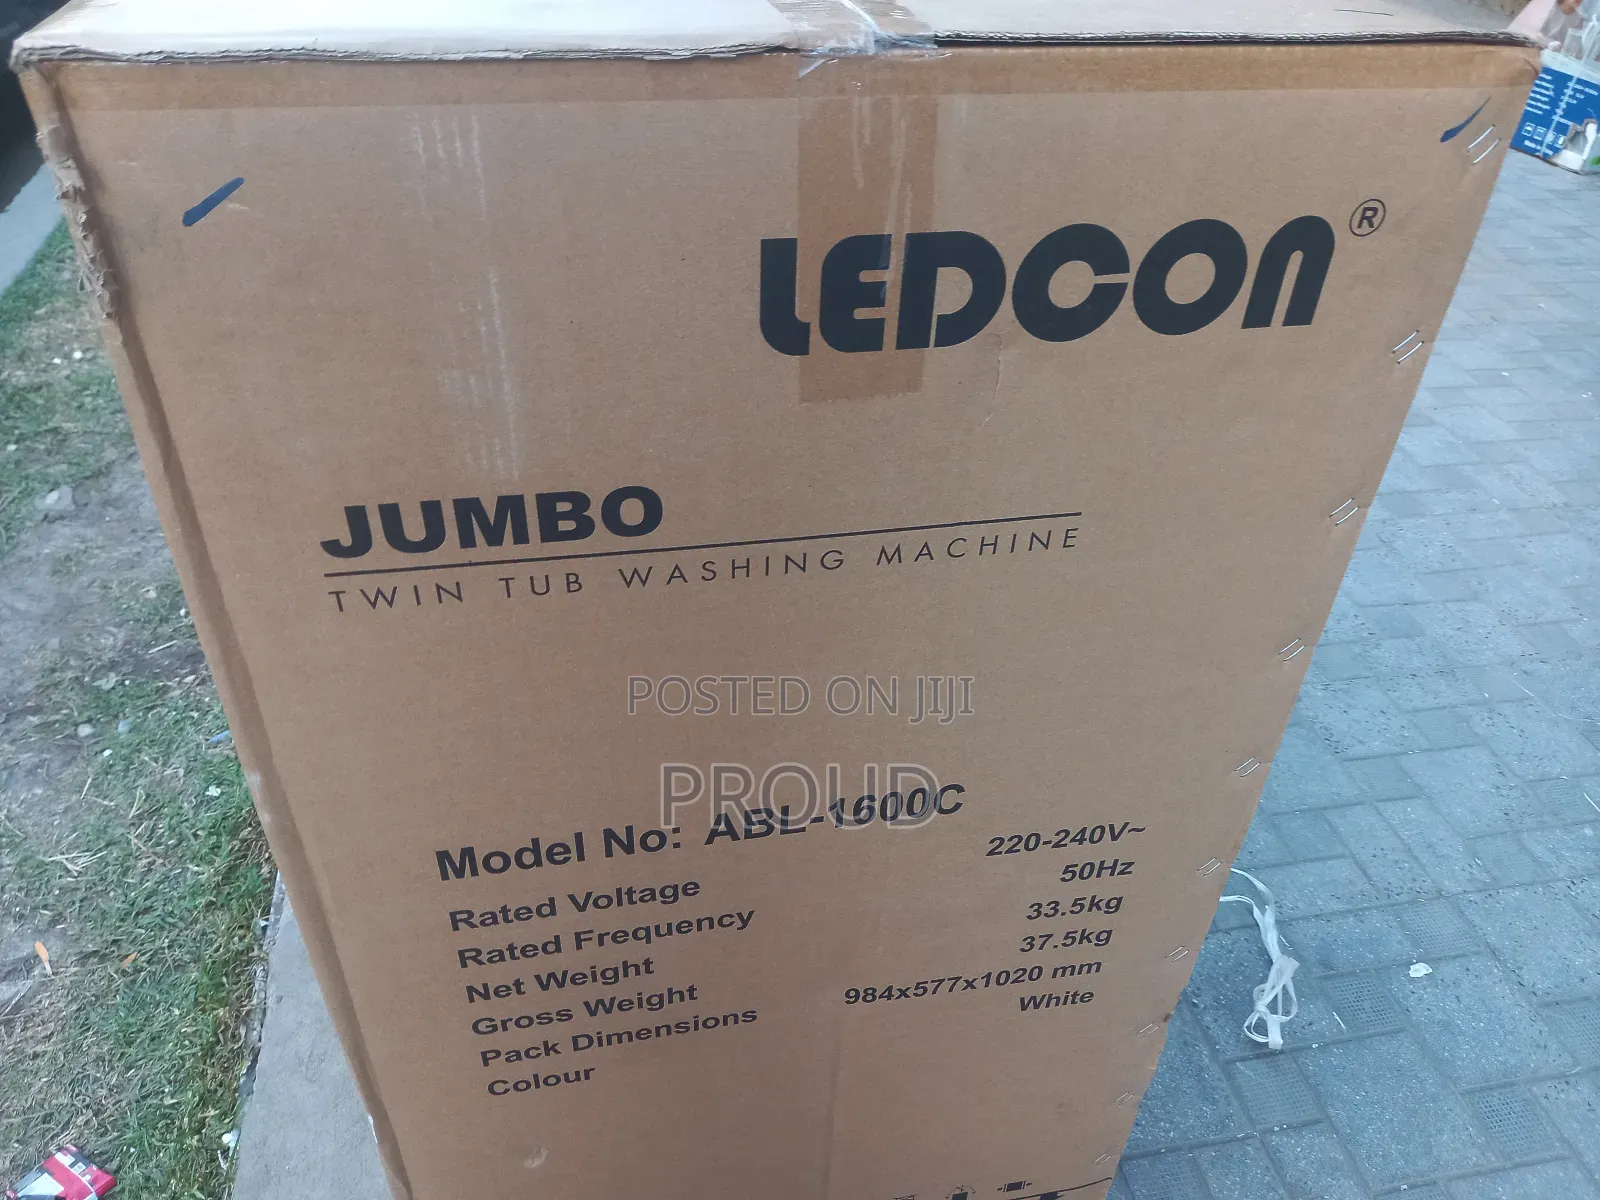 LEDCON®
JUMBO
TWIN TUB WASHING MACHINE
POSTED ON JIJI
PROUD
Model No: ABL-1600C
Rated Voltage 220-240V~
Rated Frequency 50Hz
Net Weight 33.5kg
Gross Weight 37.5kg
Pack Dimensions 984x577x1020 mm
Colour White